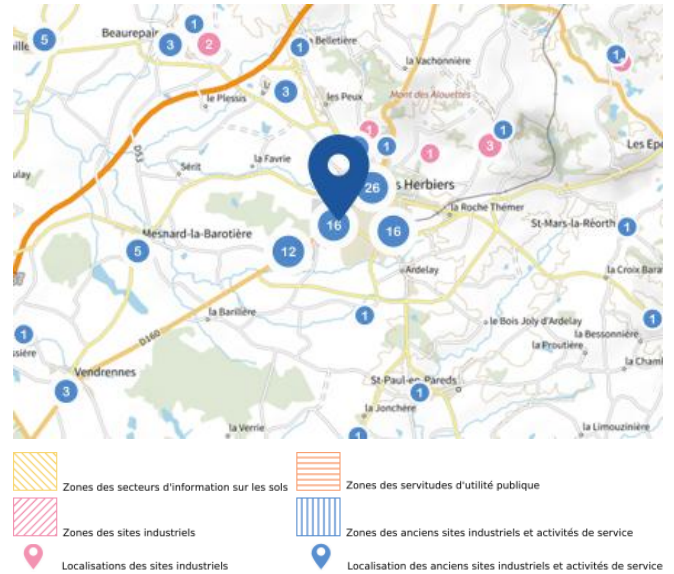 1
5
Beaurepair
3
2
1
la Belletière
1
la Vachonnière
3
le Plessis
les Peux
Mont des Alouettes
D53
1
1
1
3
1
Les Epe
Sérit
la Favrie
26
s Herbiers
ulay
la Roche Thémer
16
16
St-Mars-la-Réorth
1
Mesnard-la-Barotière
5
12
Ardelay
la Croix Bara
la Barillère
1
le Bois Joly d'Ardelay
1
la Bessonnière
D160
1
ssière
la Proutière
la Chaml
Vendrennes
3
St-Paul-en-Pareds
1
la Jonchère
la Verrie
1
la Limouzinière
Zones des secteurs d'information sur les sols
Zones des servitudes d'utilité publique
Zones des sites industriels
Zones des anciens sites industriels et activités de service
Localisations des sites industriels
Localisation des anciens sites industriels et activités de service